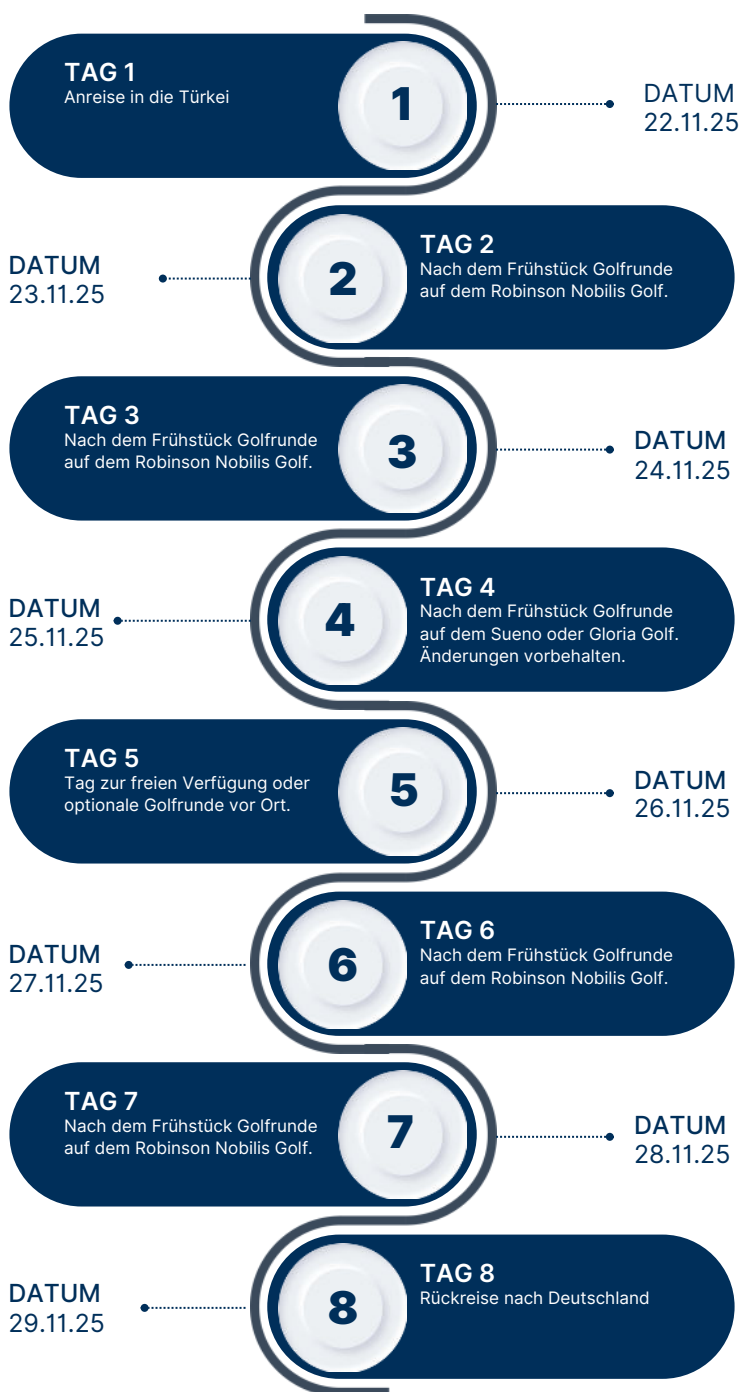 TAG 1
Anreise in die Türkei
1
DATUM
22.11.25
DATUM
23.11.25
2
TAG 2
Nach dem Frühstück Golfrunde
auf dem Robinson Nobilis Golf.
TAG 3
Nach dem Frühstück Golfrunde
auf dem Robinson Nobilis Golf.
3
DATUM
24.11.25
DATUM
25.11.25
4
TAG 4
Nach dem Frühstück Golfrunde
auf dem Sueno oder Gloria Golf.
Änderungen vorbehalten.
TAG 5
Tag zur freien Verfügung oder
optionale Golfrunde vor Ort.
5
DATUM
26.11.25
DATUM
27.11.25
6
TAG 6
Nach dem Frühstück Golfrunde
auf dem Robinson Nobilis Golf.
TAG 7
Nach dem Frühstück Golfrunde
auf dem Robinson Nobilis Golf.
7
DATUM
28.11.25
DATUM
29.11.25
8
TAG 8
Rückreise nach Deutschland